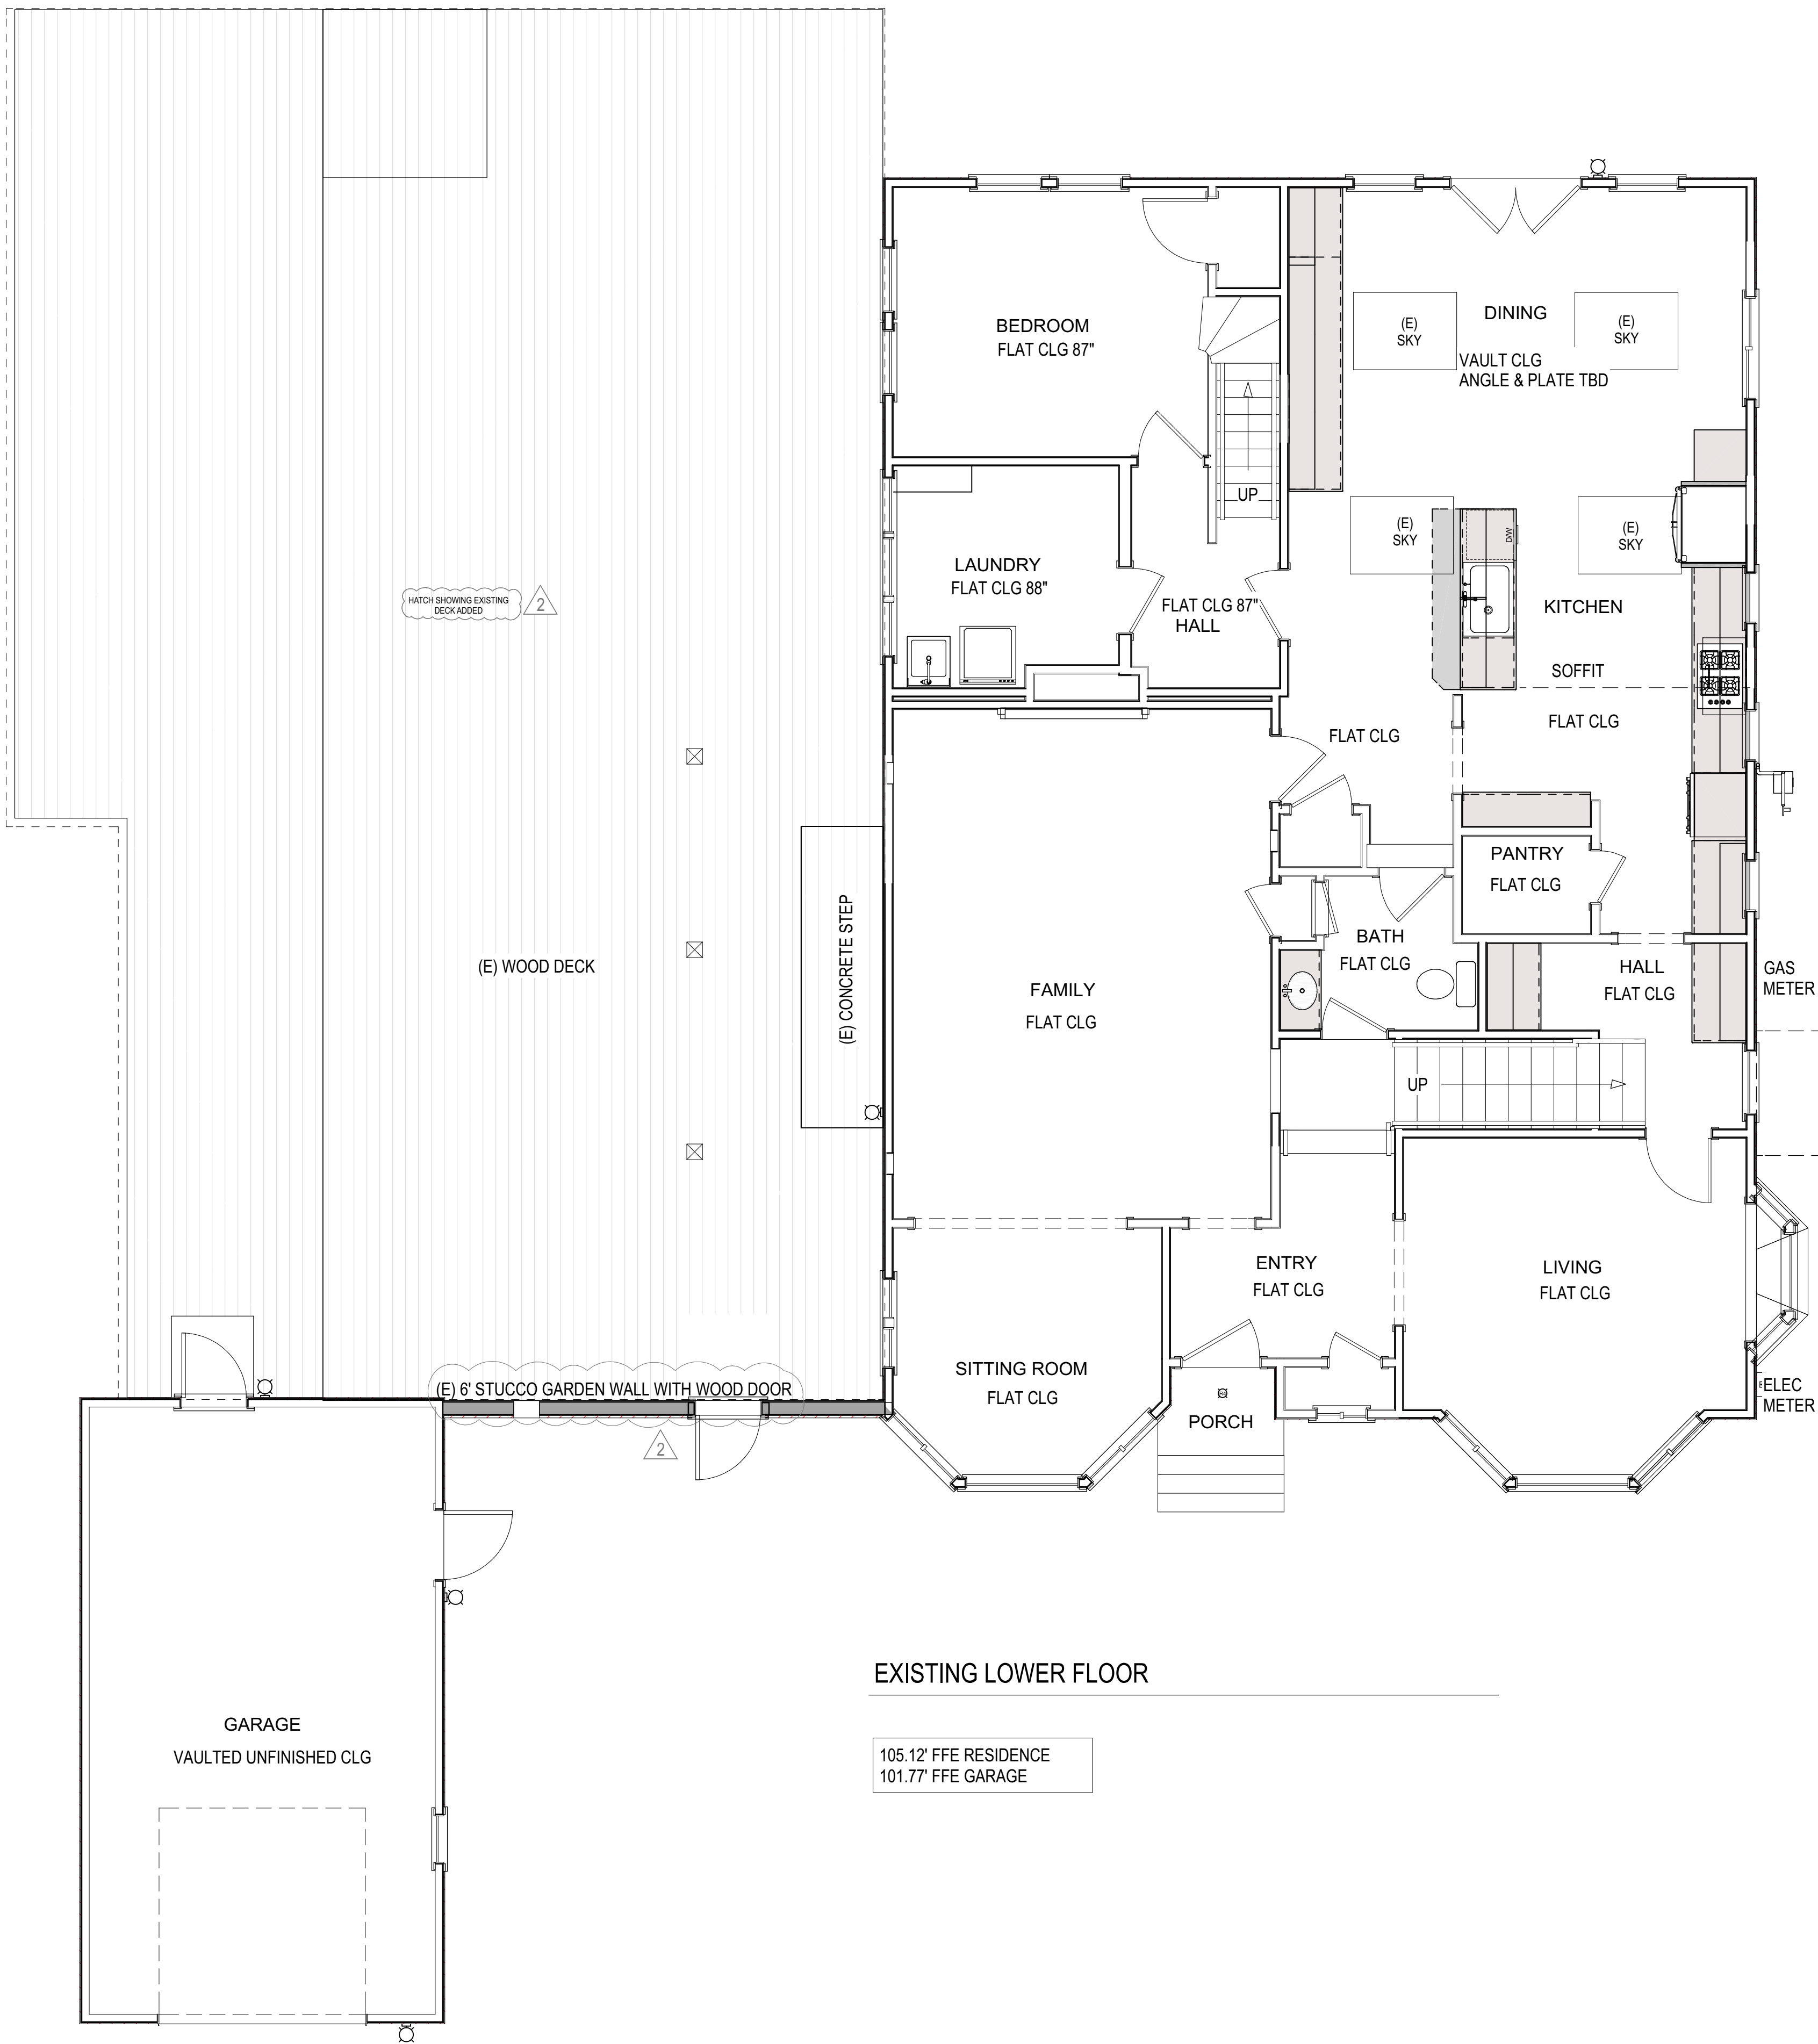 BEDROOM
FLAT CLG 87"
(E)
SKY
DINING
(E)
SKY
VAULT CLG
ANGLE & PLATE TBD
UP
(E)
SKY
D/W
(E)
SKY
LAUNDRY
FLAT CLG 88"
FLAT CLG 87"
HALL
KITCHEN
HATCH SHOWING EXISTING
DECK ADDED
2
SOFFIT
FLAT CLG
FLAT CLG
PANTRY
FLAT CLG
(E) CONCRETE STEP
BATH
FLAT CLG
(E) WOOD DECK
HALL
FLAT CLG
GAS
METER
FAMILY
FLAT CLG
UP
ENTRY
FLAT CLG
LIVING
FLAT CLG
SITTING ROOM
FLAT CLG
(E) 6' STUCCO GARDEN WALL WITH WOOD DOOR
2
PORCH
E
ELEC
METER
EXISTING LOWER FLOOR
GARAGE
VAULTED UNFINISHED CLG
105.12' FFE RESIDENCE
101.77' FFE GARAGE